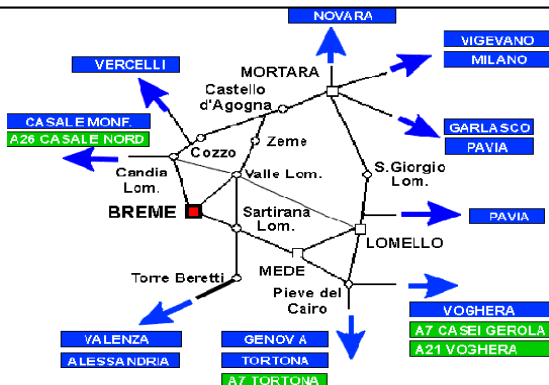 NOVARA
VIGEVANO
MILANO
VERCELLI
MORTARA
Castello
d'Agogna
CASALE MONF.
A26 CASALE NORD
GARLASCO
PAVIA
Cozzo
Zeme
Candia
Lom.
Valle Lom.
S.Giorgio
Lom.
BREME
Sartirana
Lom.
PAVIA
LOMELLO
MEDE
Torre Beretti
Pieve del
Cairo
VOGHERA
A7 CASEI GEROLA
A21 VOGHERA
VALENZA
ALESSANDRIA
GENOVA
TORTONA
A7 TORTONA